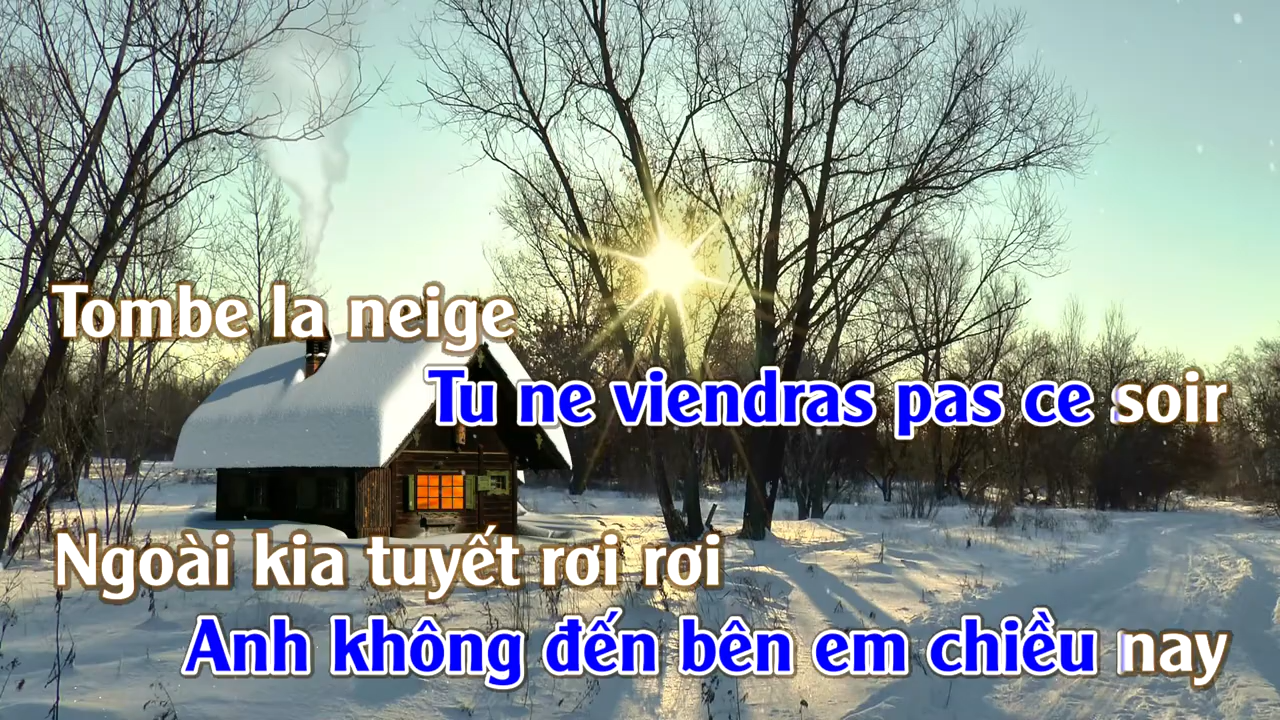 Tombe la neige
Tu ne viendras pas ce soir
Ngoài kia tuyết rơi rơi
Anh không đến bên em chiều nay